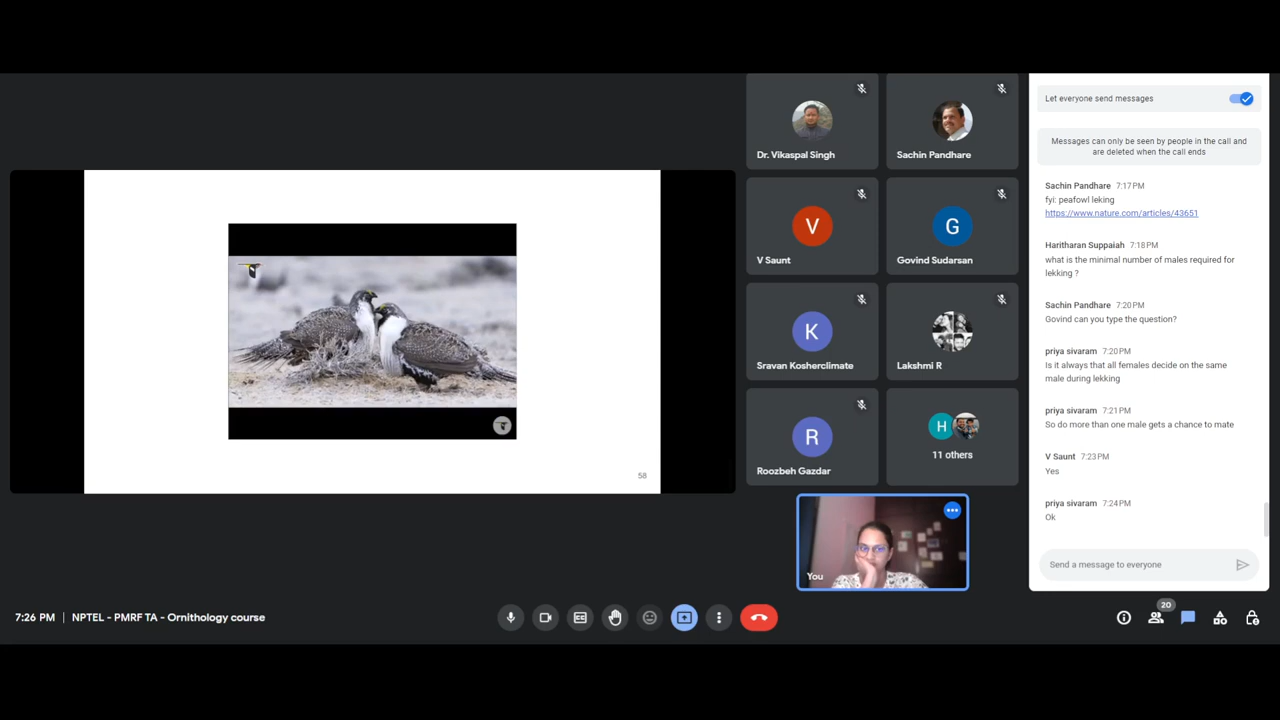 58
Dr. Vikaspal Singh
Sachin Pandhare
V
V Saunt
G
Govind Sudarsan
K
Sravan Kosherclimate
Lakshmi R
R
Roozbeh Gazdar
H
11 others
You
Let everyone send messages
Messages can only be seen by people in the call and
are deleted when the call ends
Sachin Pandhare 7:17 PM
fyi: peafowl leking
https://www.nature.com/articles/43651
Haritharan Suppaiah 7:18 PM
what is the minimal number of males required for
lekking ?
Sachin Pandhare 7:20 PM
Govind can you type the question?
priya sivaram 7:20 PM
Is it always that all females decide on the same
male during lekking
priya sivaram 7:21 PM
So do more than one male gets a chance to mate
V Saunt 7:23 PM
Yes
priya sivaram 7:24 PM
Ok
Send a message to everyone
7:26 PM | NPTEL - PMRF TA - Ornithology course
20